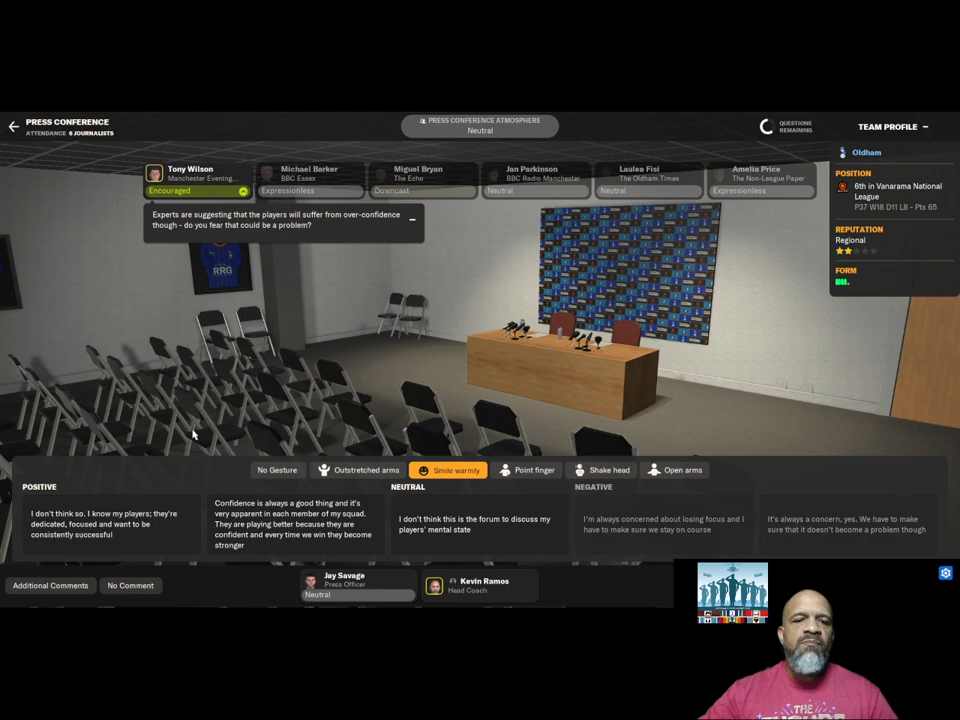 PRESS CONFERENCE
ATTENDANCE 6 JOURNALISTS
PRESS CONFERENCE ATMOSPHERE
Neutral
QUESTIONS
REMAINING
TEAM PROFILE
Oldham
POSITION
6th in Vanarama National
League
P37 W18 D11 L8 - Pts 65
REPUTATION
Regional
FORM
Tony Wilson
Manchester Evening...
Encouraged
Michael Barker
BBC Essex
Expressionless
Miguel Bryan
The Echo
Downcast
Jan Parkinson
BBC Radio Manchester
Neutral
Laulea Fisi
The Oldham Times
Neutral
Amelia Price
The Non-League Paper
Expressionless
Experts are suggesting that the players will suffer from over-confidence
though - do you fear that could be a problem?
RRG
No Gesture
Outstretched arms
Smile warmly
Point finger
Shake head
Open arms
POSITIVE
I don't think so. I know my players; they're
dedicated, focused and want to be
consistently successful
Confidence is always a good thing and it's
very apparent in each member of my squad.
They are playing better because they are
confident and every time we win they become
stronger
NEUTRAL
I don't think this is the forum to discuss my
players' mental state
NEGATIVE
I'm always concerned about losing focus and I
have to make sure we stay on course
It's always a concern, yes. We have to make
sure that it doesn't become a problem though
Additional Comments
No Comment
Jay Savage
Press Officer
Neutral
Kevin Ramos
Head Coach
THE